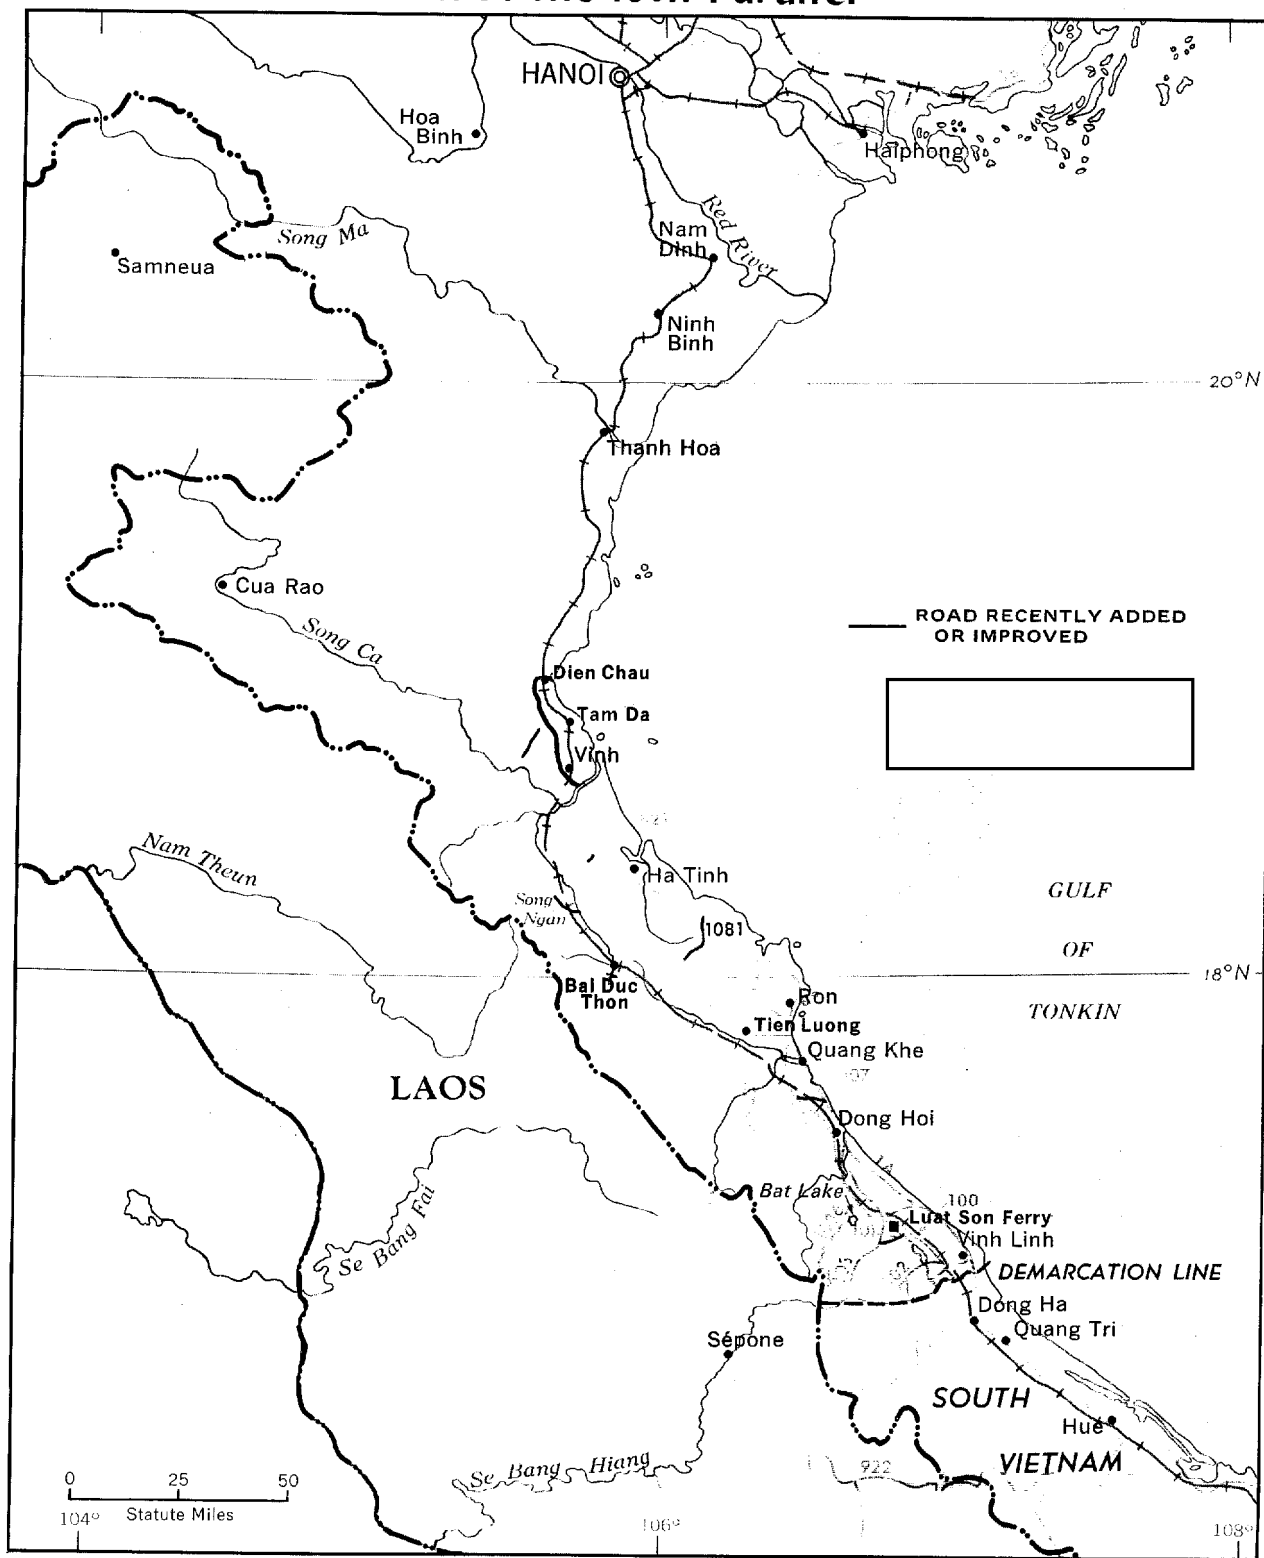 HANOI
Hoa
Binh
Haiphong
Red River
Song Ma
Nam
Dinh
Samneua
Ninh
Binh
20°N
Thanh Hoa
Cua Rao
ROAD RECENTLY ADDED
OR IMPROVED
Song Ca
Dien Chau
Tam Da
Vinh
Nam Theun
Ha Tinh
GULF
OF
TONKIN
Song
Ngan
1081
18°N
Bai Duc
Thon
Ron
Tien Luong
Quang Khe
LAOS
Dong Hoi
Bat Lake
100
Luat Son Ferry
Vinh Linh
Se Bang Fai
DEMARCATION LINE
Dong Ha
Quang Tri
Sépone
SOUTH
VIETNAM
Hué
Se Bang Hiang
922
0 25 50
Statute Miles
104° 106° 108°